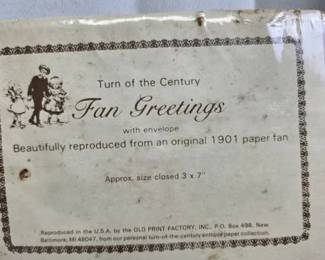 Turn of the Century
Fan Greetings
with envelope
Beautifully reproduced from an original 1901 paper fan
Approx. size closed 3 x 7"
Reproduced in the U.S.A. by the OLD PRINT FACTORY, INC., P.O. Box 498, New
Baltimore, MI 48047, from our personal turn-of-the-century antique paper collection.